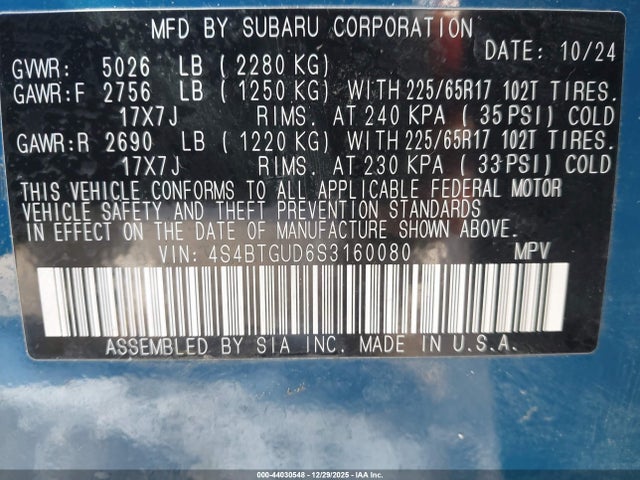 MFD BY SUBARU CORPORATION
DATE: 10/24
GVWR: 5026 LB ( 2280 KG)
GAWR:F 2756 LB ( 1250 KG) WITH 225/65R17 102T TIRES.
17X7J RIMS. AT 240 KPA ( 35 PSI) COLD
GAWR:R 2690 LB ( 1220 KG) WITH 225/65R17 102T TIRES.
17X7J RIMS. AT 230 KPA ( 33 PSI) COLD
THIS VEHICLE CONFORMS TO ALL APPLICABLE FEDERAL MOTOR
VEHICLE SAFETY AND THEFT PREVENTION STANDARDS
IN EFFECT ON THE DATE OF MANUFACTURE SHOWN ABOVE.
VIN: 4S4BTGUD6S3160080 MPV
ASSEMBLED BY SIA INC. MADE IN U.S.A.
000-44030548 - 12/29/2025 - IAAI.COM